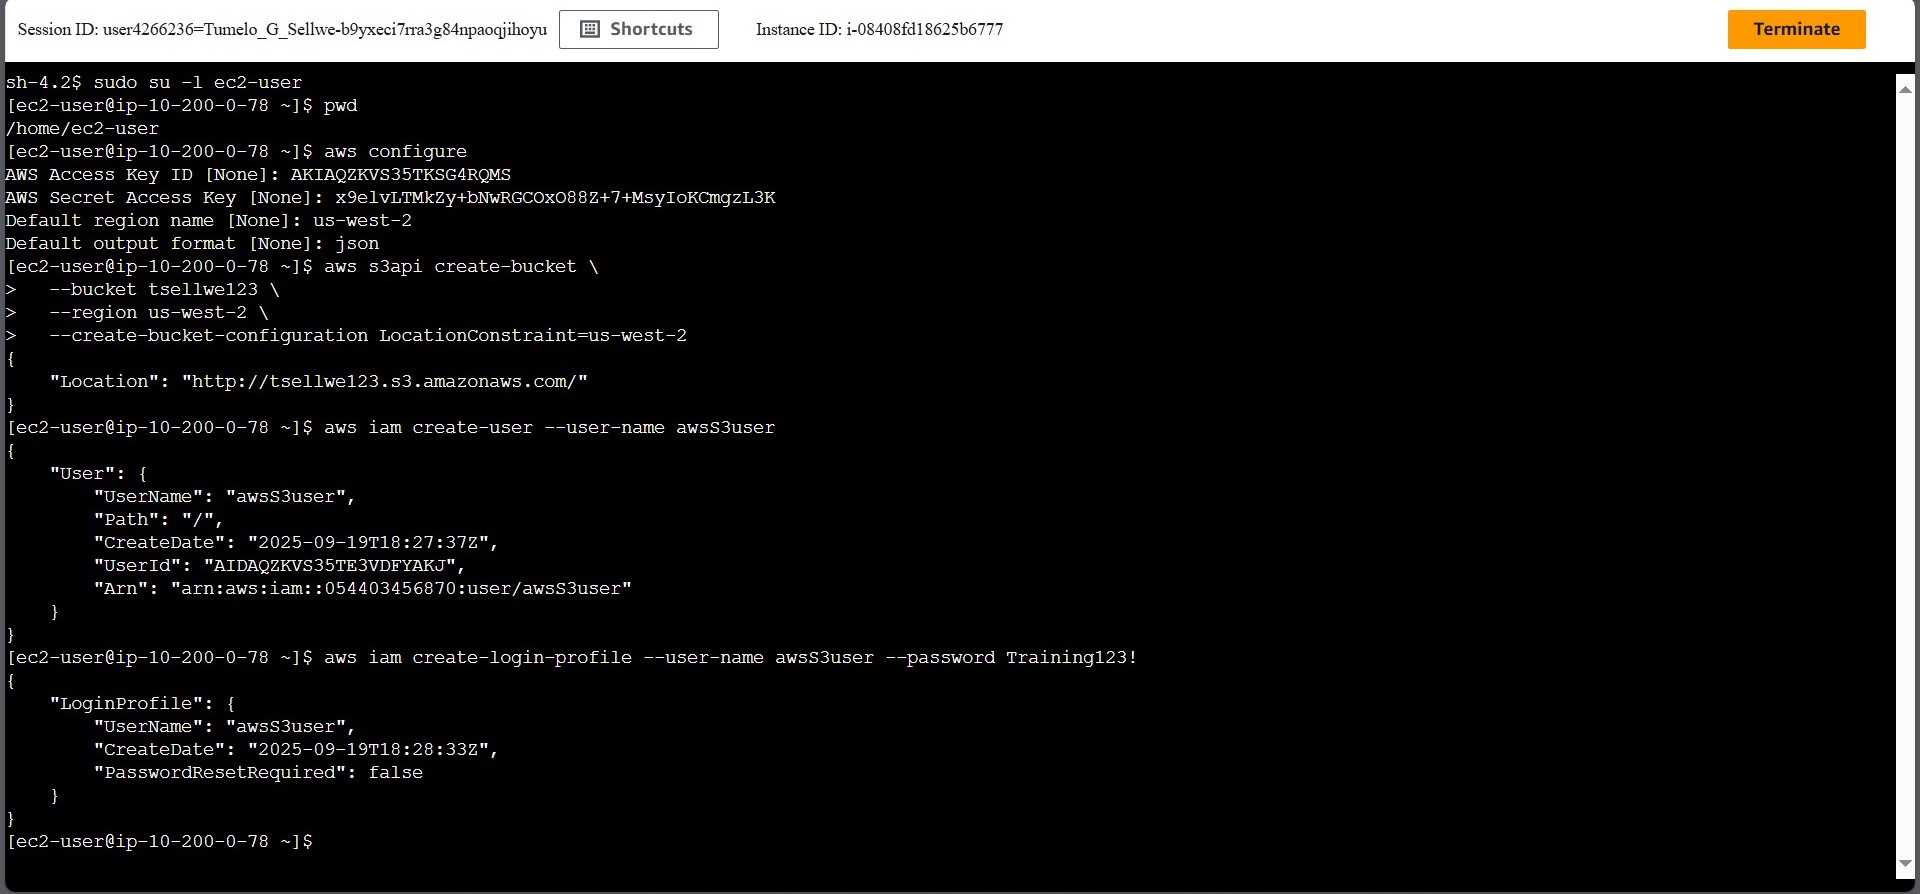 Session ID: user4266236=Tumelo_G_Sellwe-b9yxeci7rra3g84npaoqjjihoyu Shortcuts Instance ID: i-08408fd18625b6777 Terminate
sh-4.2$ sudo su -l ec2-user
[ec2-user@ip-10-200-0-78 ~]$ pwd
/home/ec2-user
[ec2-user@ip-10-200-0-78 ~]$ aws configure
AWS Access Key ID [None]: AKIAQZKVS35TKSG4RQMS
AWS Secret Access Key [None]: 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
Default region name [None]: us-west-2
Default output format [None]: json
[ec2-user@ip-10-200-0-78 ~]$ aws s3api create-bucket \
>   --bucket tsellwe123 \
>   --region us-west-2 \
>   --create-bucket-configuration LocationConstraint=us-west-2
{
    "Location": "http://tsellwe123.s3.amazonaws.com/"
}
[ec2-user@ip-10-200-0-78 ~]$ aws iam create-user --user-name awsS3user
{
    "User": {
        "UserName": "awsS3user",
        "Path": "/",
        "CreateDate": "2025-09-19T18:27:37Z",
        "UserId": "AIDAQZKVS35TE3VDFYAKJ",
        "Arn": "arn:aws:iam::054403456870:user/awsS3user"
    }
}
[ec2-user@ip-10-200-0-78 ~]$ aws iam create-login-profile --user-name awsS3user --password Training123!
{
    "LoginProfile": {
        "UserName": "awsS3user",
        "CreateDate": "2025-09-19T18:28:33Z",
        "PasswordResetRequired": false
    }
}
[ec2-user@ip-10-200-0-78 ~]$